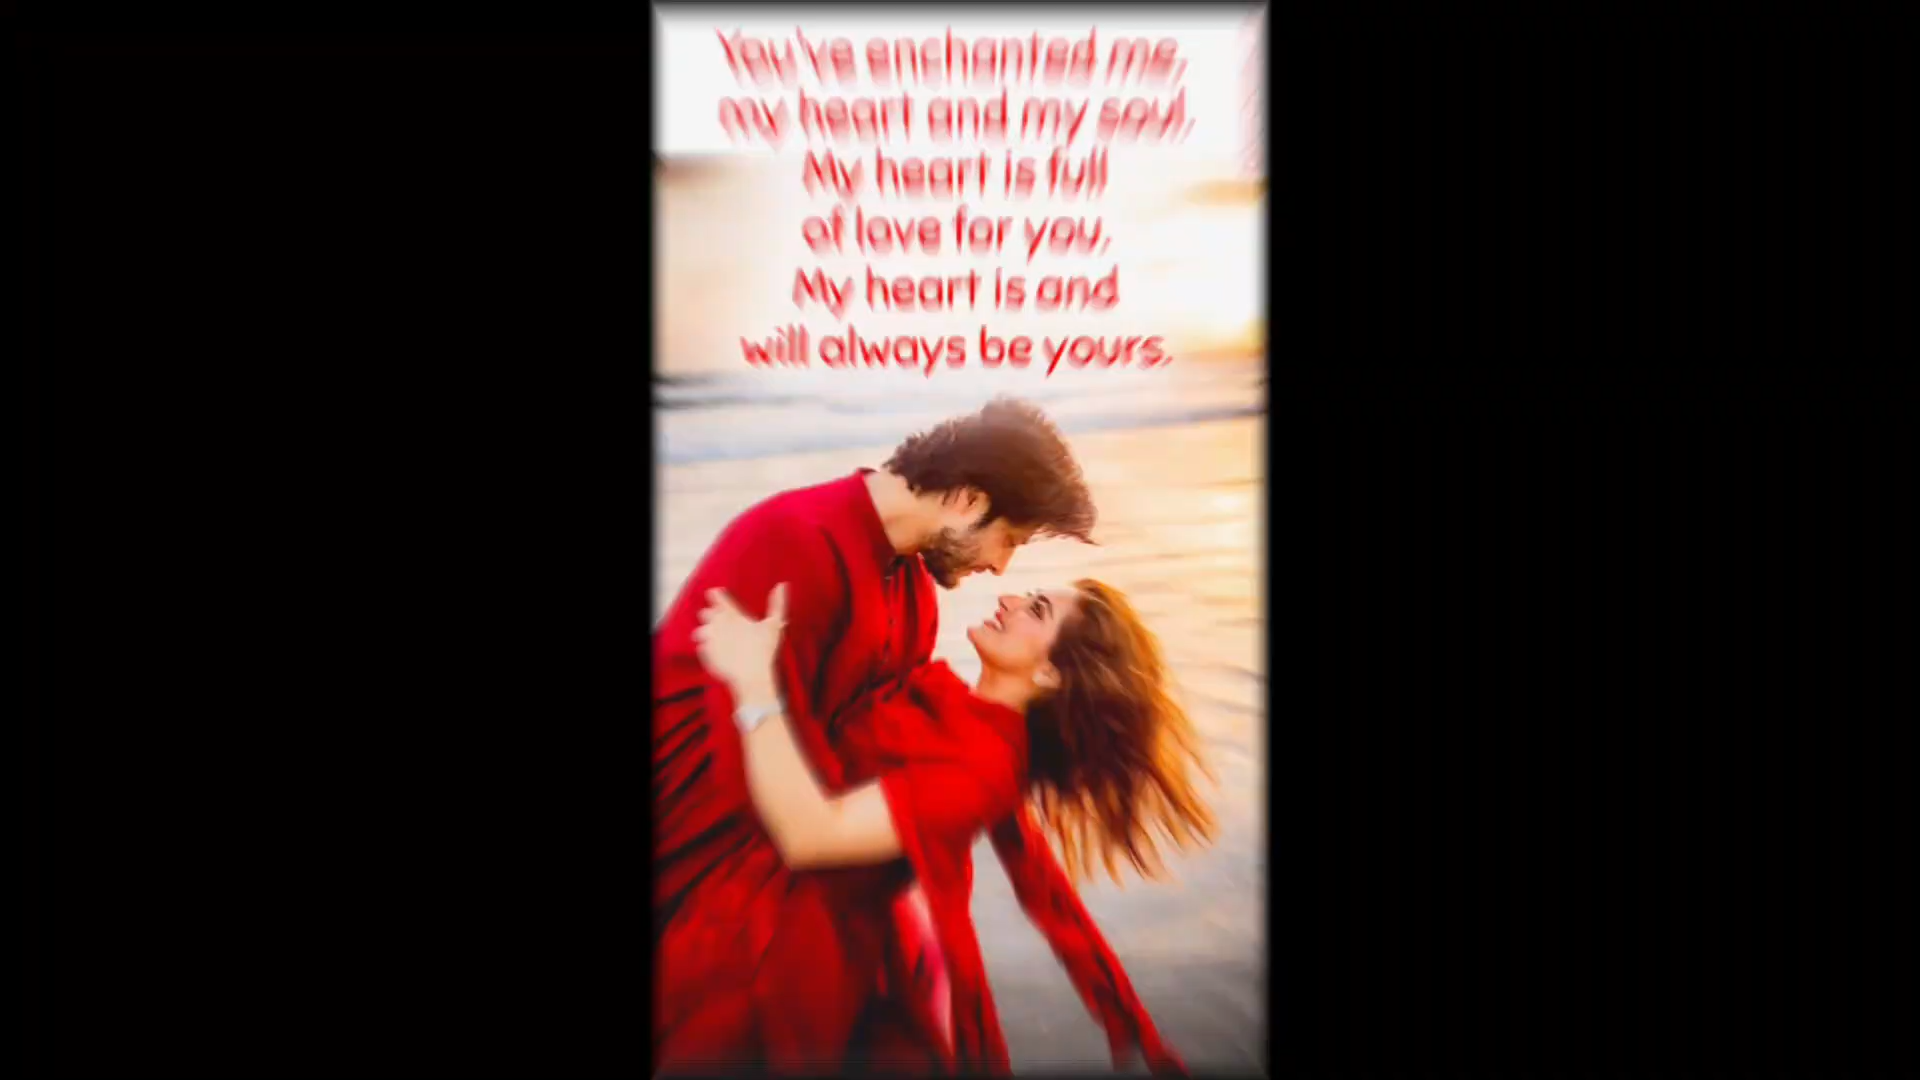 You've enchanted me,
my heart and my soul,
My heart is full
of love for you,
My heart is and
will always be yours.